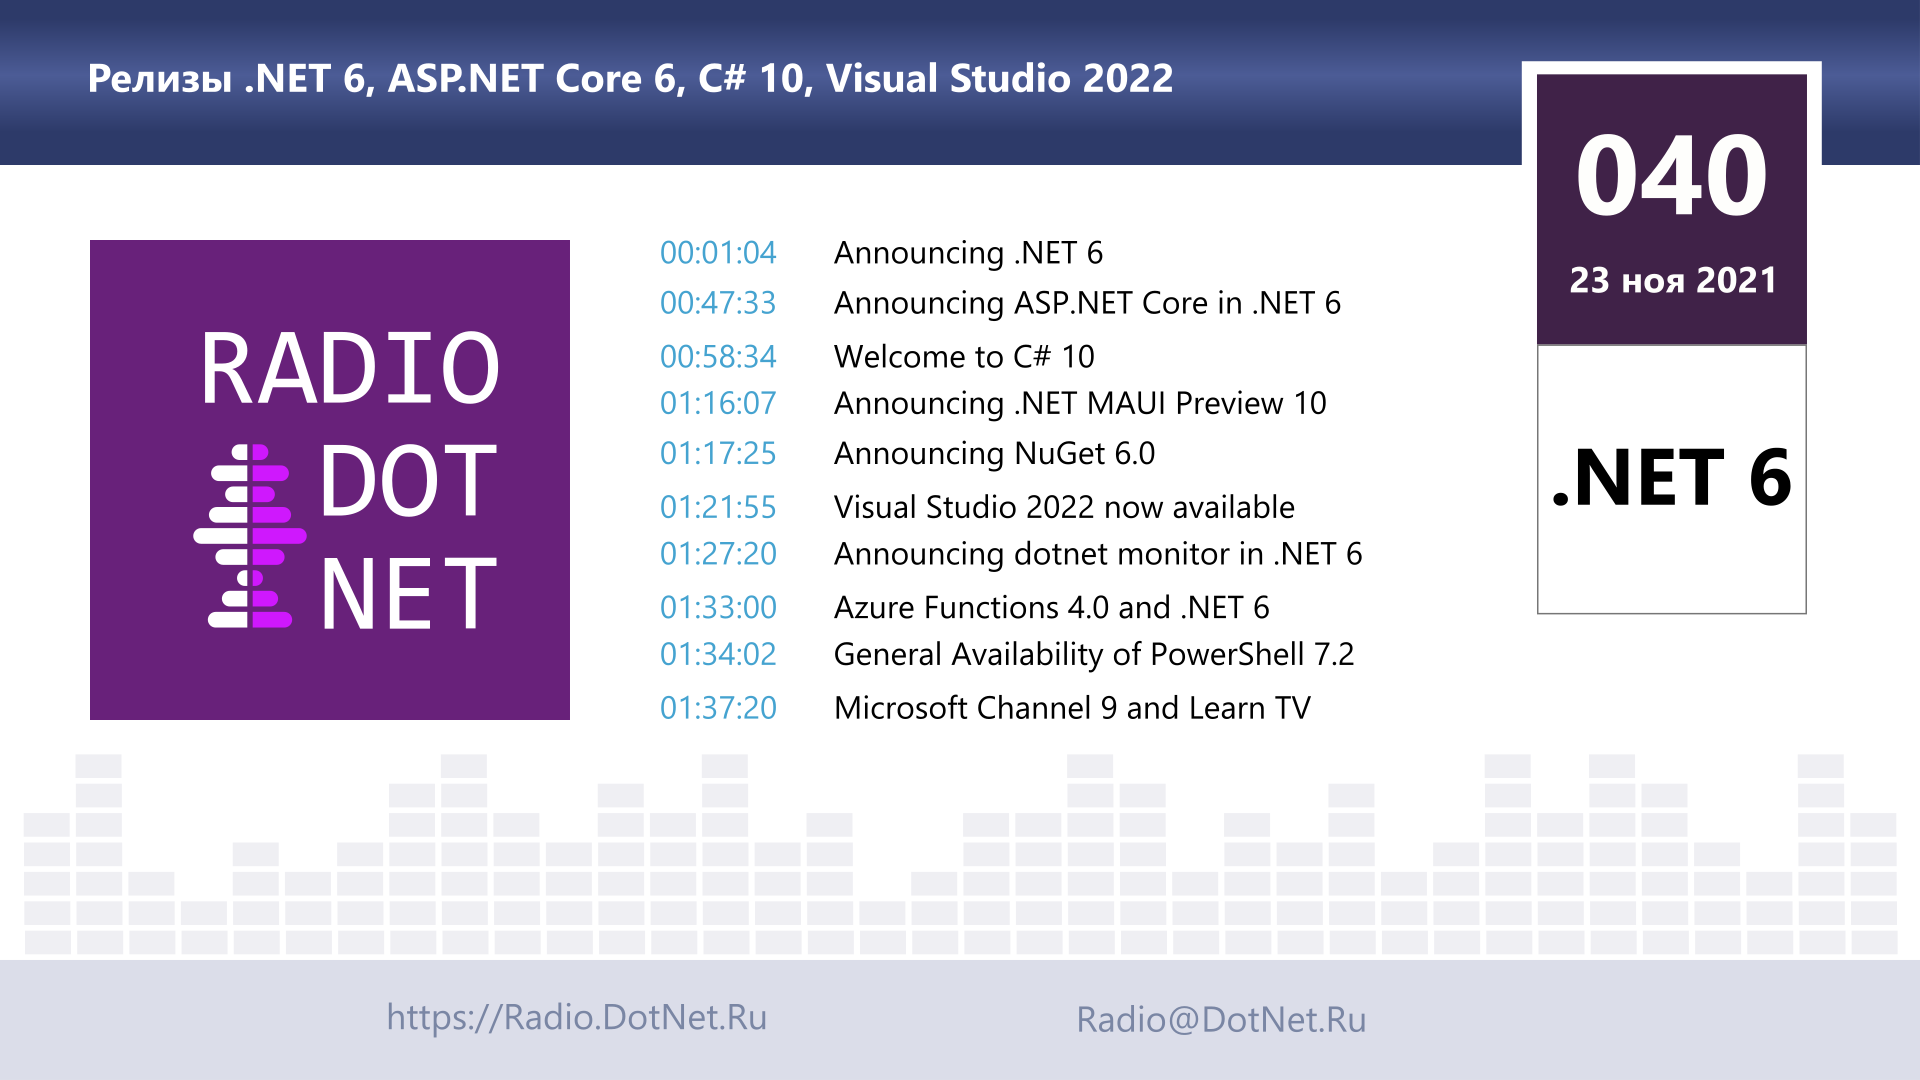 Релизы .NET 6, ASP.NET Core 6, C# 10, Visual Studio 2022
040
23 ноя 2021
.NET 6
RADIO
DOT
NET
00:01:04 Announcing .NET 6
00:47:33 Announcing ASP.NET Core in .NET 6
00:58:34 Welcome to C# 10
01:16:07 Announcing .NET MAUI Preview 10
01:17:25 Announcing NuGet 6.0
01:21:55 Visual Studio 2022 now available
01:27:20 Announcing dotnet monitor in .NET 6
01:33:00 Azure Functions 4.0 and .NET 6
01:34:02 General Availability of PowerShell 7.2
01:37:20 Microsoft Channel 9 and Learn TV
https://Radio.DotNet.Ru
Radio@DotNet.Ru